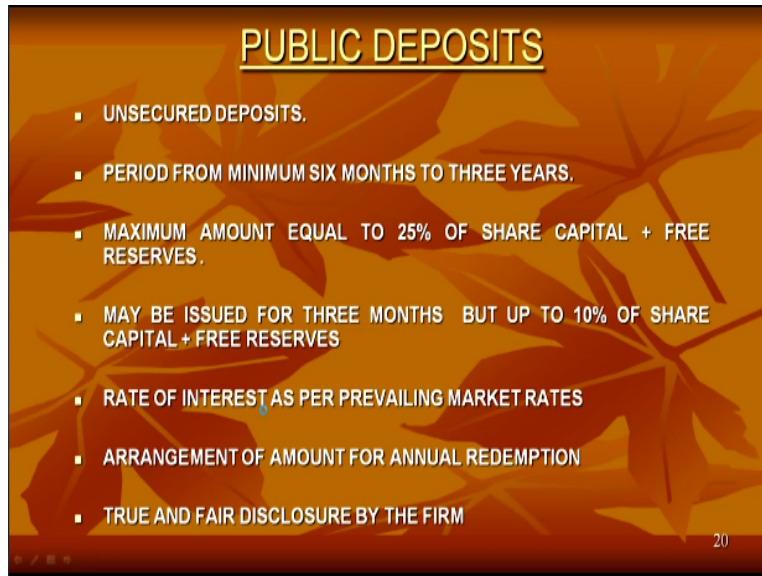 PUBLIC DEPOSITS
▪ UNSECURED DEPOSITS.
▪ PERIOD FROM MINIMUM SIX MONTHS TO THREE YEARS.
▪ MAXIMUM AMOUNT EQUAL TO 25% OF SHARE CAPITAL + FREE
RESERVES.
▪ MAY BE ISSUED FOR THREE MONTHS BUT UP TO 10% OF SHARE
CAPITAL + FREE RESERVES
▪ RATE OF INTEREST AS PER PREVAILING MARKET RATES
▪ ARRANGEMENT OF AMOUNT FOR ANNUAL REDEMPTION
▪ TRUE AND FAIR DISCLOSURE BY THE FIRM
20